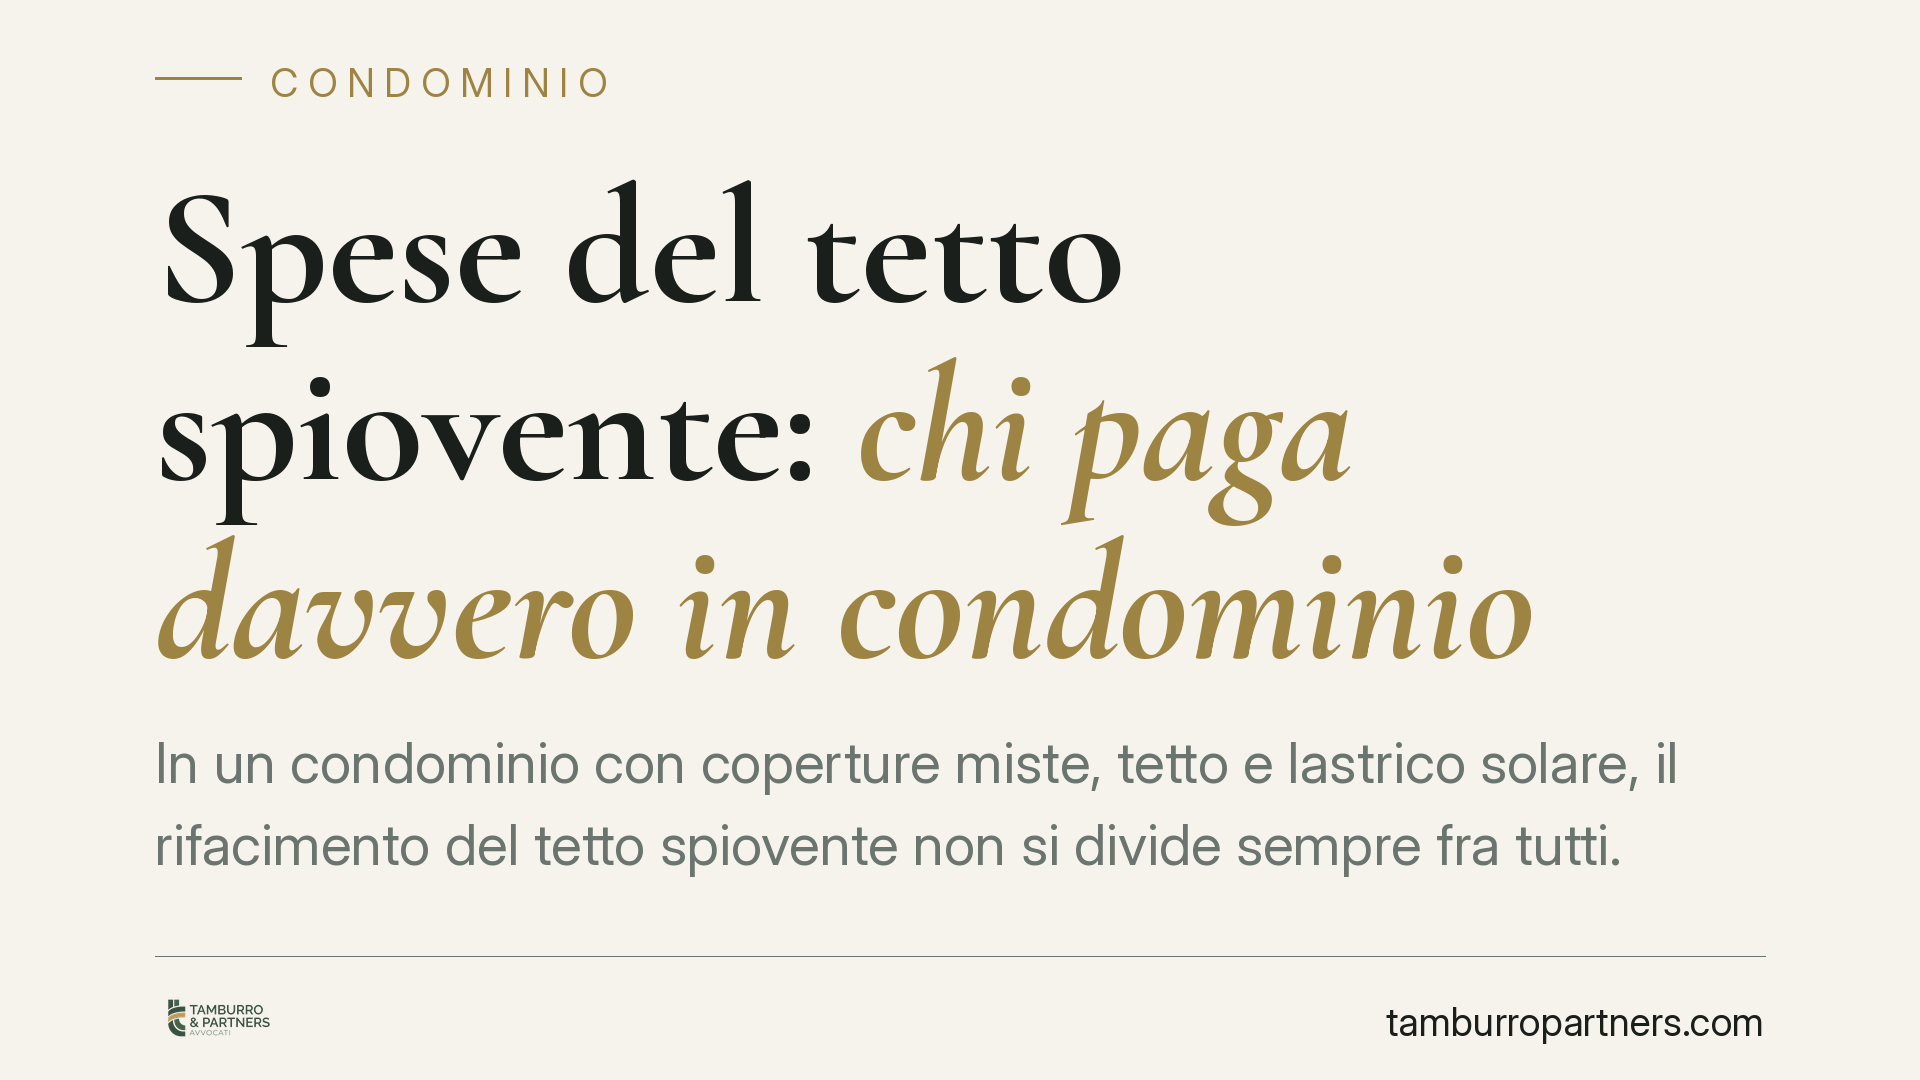 CONDOMINIO
Spese del tetto
spiovente: chi paga
davvero in condominio
In un condominio con coperture miste, tetto e lastrico solare, il
rifacimento del tetto spiovente non si divide sempre fra tutti.
TAMBURRO
& PARTNERS
AVVOCATI
tamburropartners.com